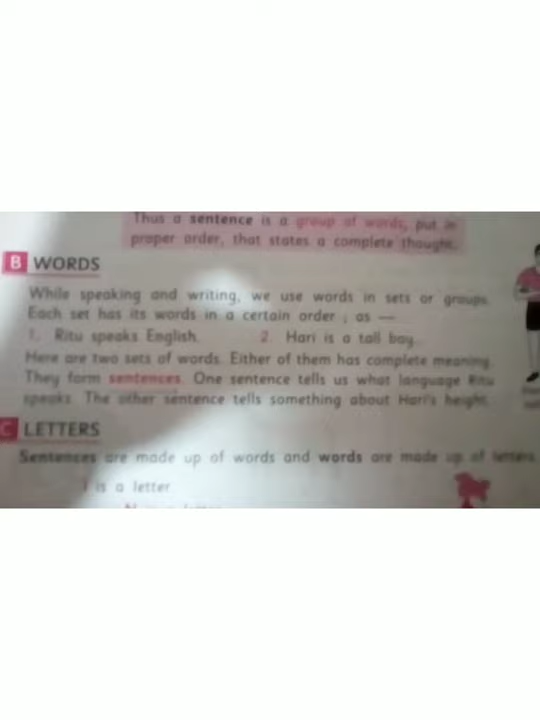 Thus a sentence is a group of words, put in
proper order, that states a complete thought.
B WORDS
While speaking and writing, we use words in sets or groups.
Each set has its words in a certain order ; as —
1. Ritu speaks English. 2. Hari is a tall boy.
Here are two sets of words. Either of them has complete meaning.
They form sentences. One sentence tells us what language Ritu
speaks. The other sentence tells something about Hari's height.
C LETTERS
Sentences are made up of words and words are made up of letters.
I is a letter